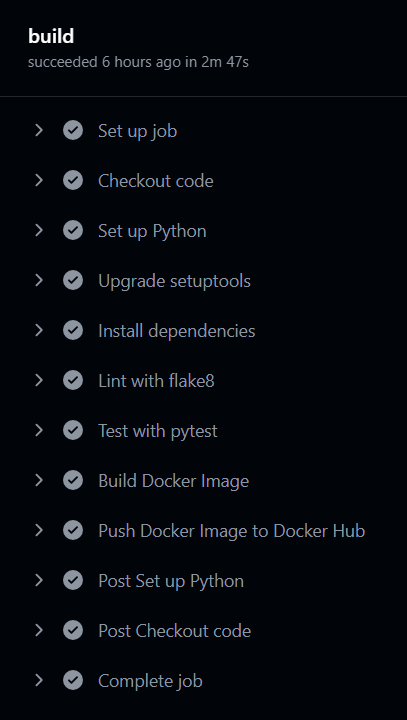 build
succeeded 6 hours ago in 2m 47s
Set up job
Checkout code
Set up Python
Upgrade setuptools
Install dependencies
Lint with flake8
Test with pytest
Build Docker Image
Push Docker Image to Docker Hub
Post Set up Python
Post Checkout code
Complete job